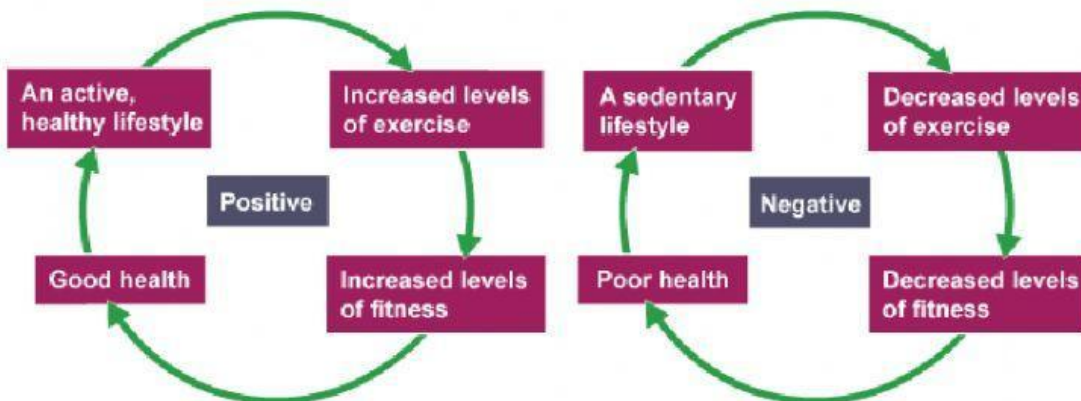 An active,
healthy lifestyle
Increased levels
of exercise
Positive
Good health
Increased levels
of fitness
A sedentary
lifestyle
Decreased levels
of exercise
Negative
Poor health
Decreased levels
of fitness